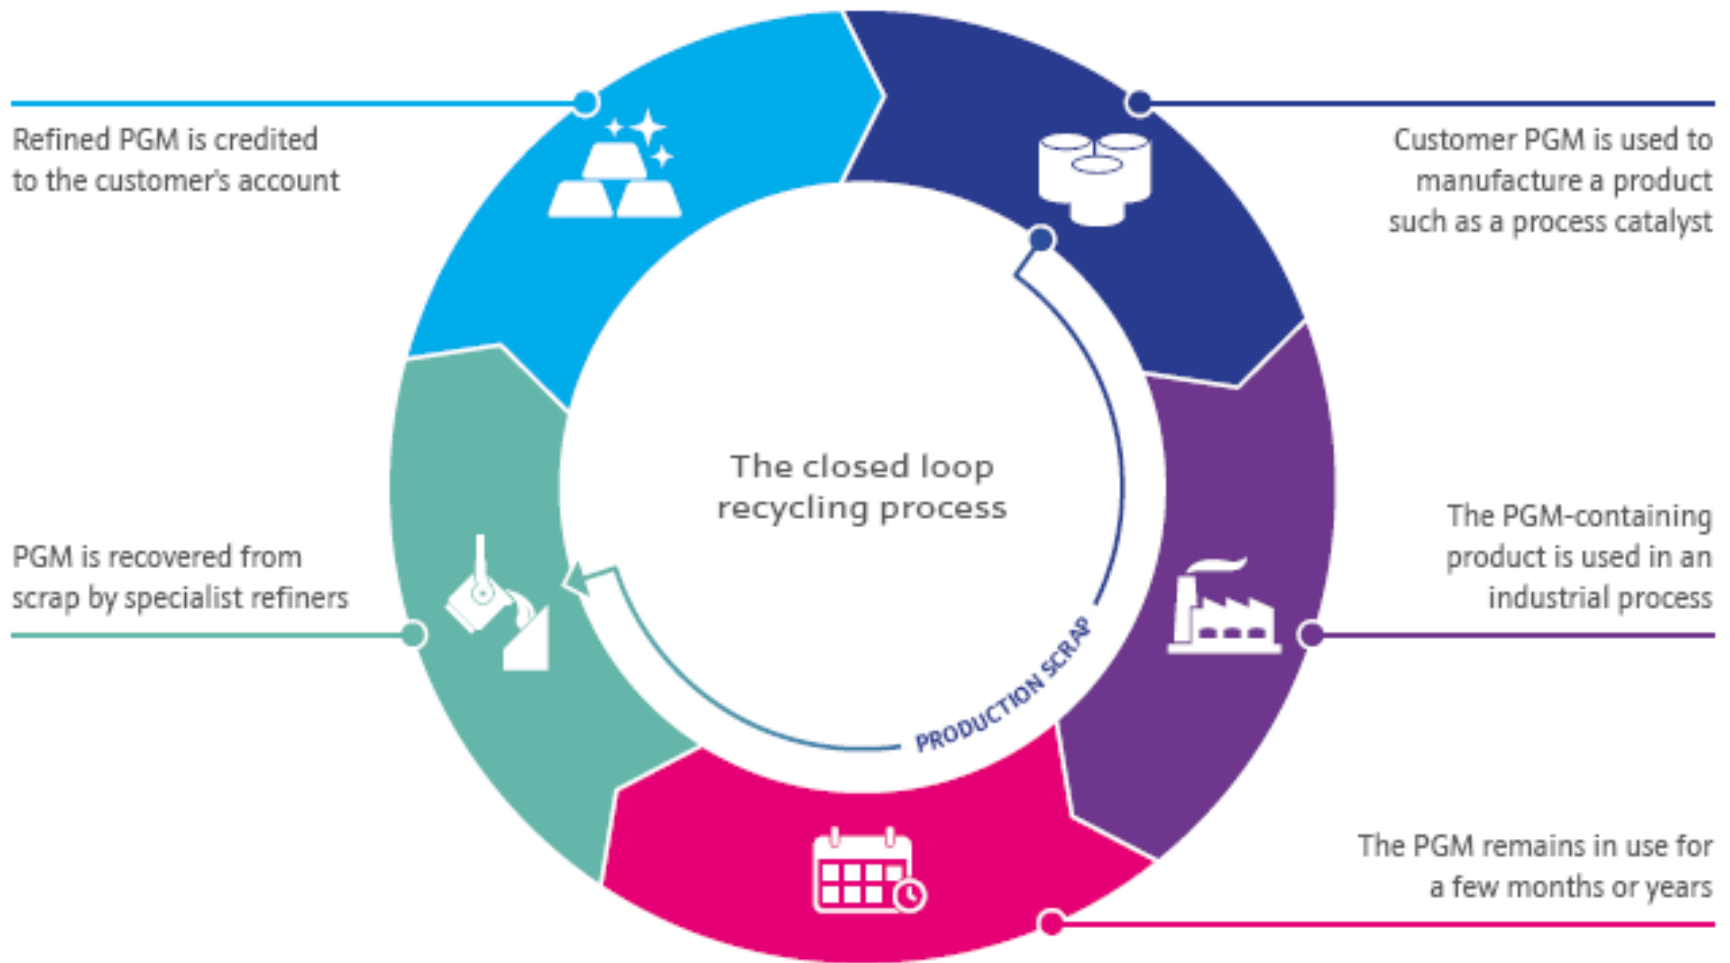 Refined PGM is credited
to the customer's account
Customer PGM is used to
manufacture a product
such as a process catalyst
The closed loop
recycling process
The PGM-containing
product is used in an
industrial process
PGM is recovered from
scrap by specialist refiners
PRODUCTION SCRAP
The PGM remains in use for
a few months or years